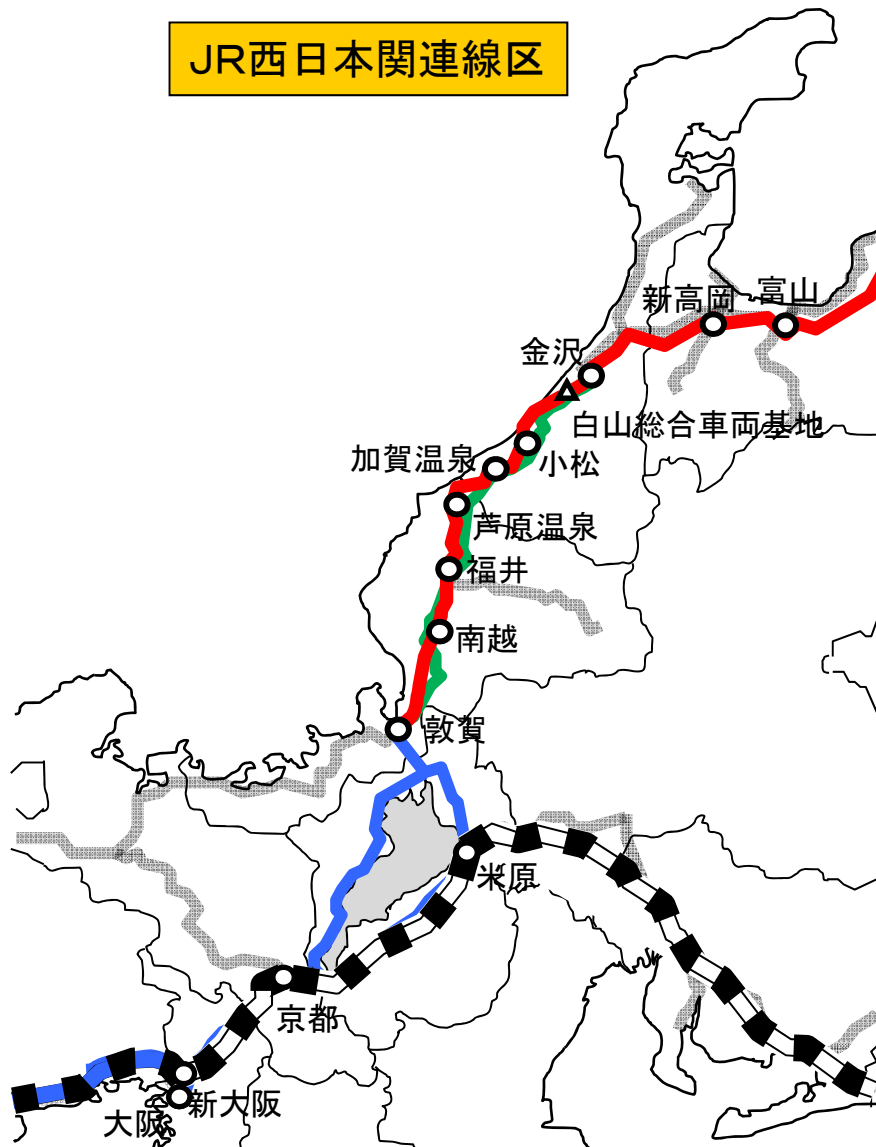 JR西日本関連線区
新高岡
富山
金沢
白山総合車両基地
加賀温泉
小松
芦原温泉
福井
南越
敦賀
米原
京都
新大阪
大阪